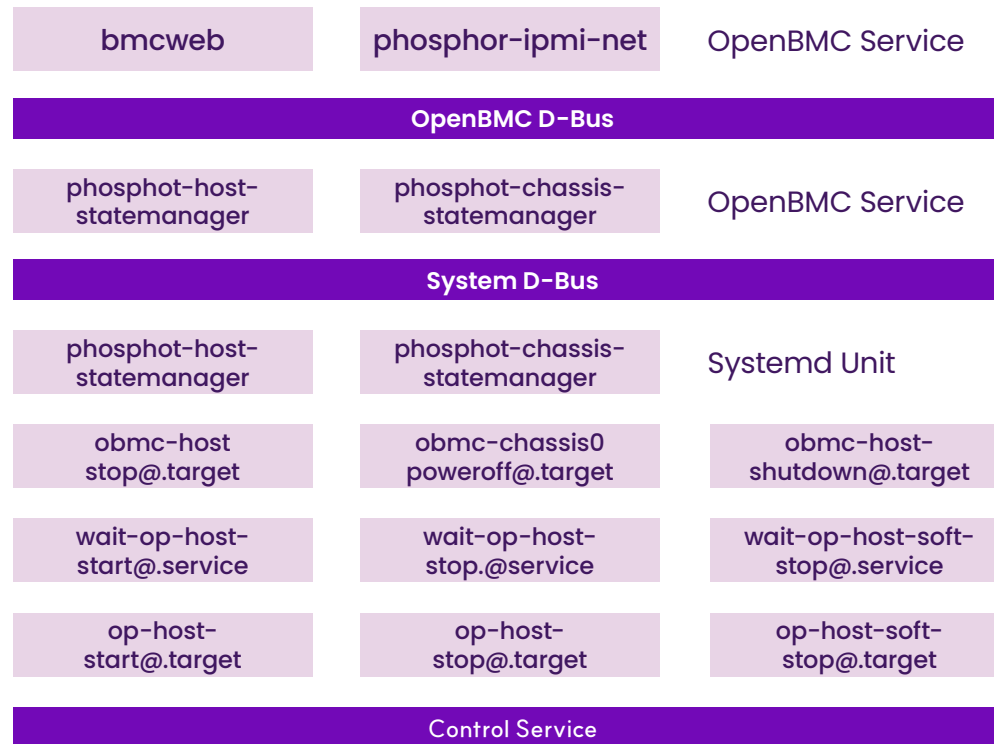 bmcweb
phosphor-ipmi-net
OpenBMC Service
OpenBMC D-Bus
phosphot-host-
statemanager
phosphot-chassis-
statemanager
OpenBMC Service
System D-Bus
phosphot-host-
statemanager
phosphot-chassis-
statemanager
Systemd Unit
obmc-host
stop@.target
obmc-chassis0
poweroff@.target
obmc-host-
shutdown@.target
wait-op-host-
start@.service
wait-op-host-
stop.@service
wait-op-host-soft-
stop@.service
op-host-
start@.target
op-host-
stop@.target
op-host-soft-
stop@.target
Control Service